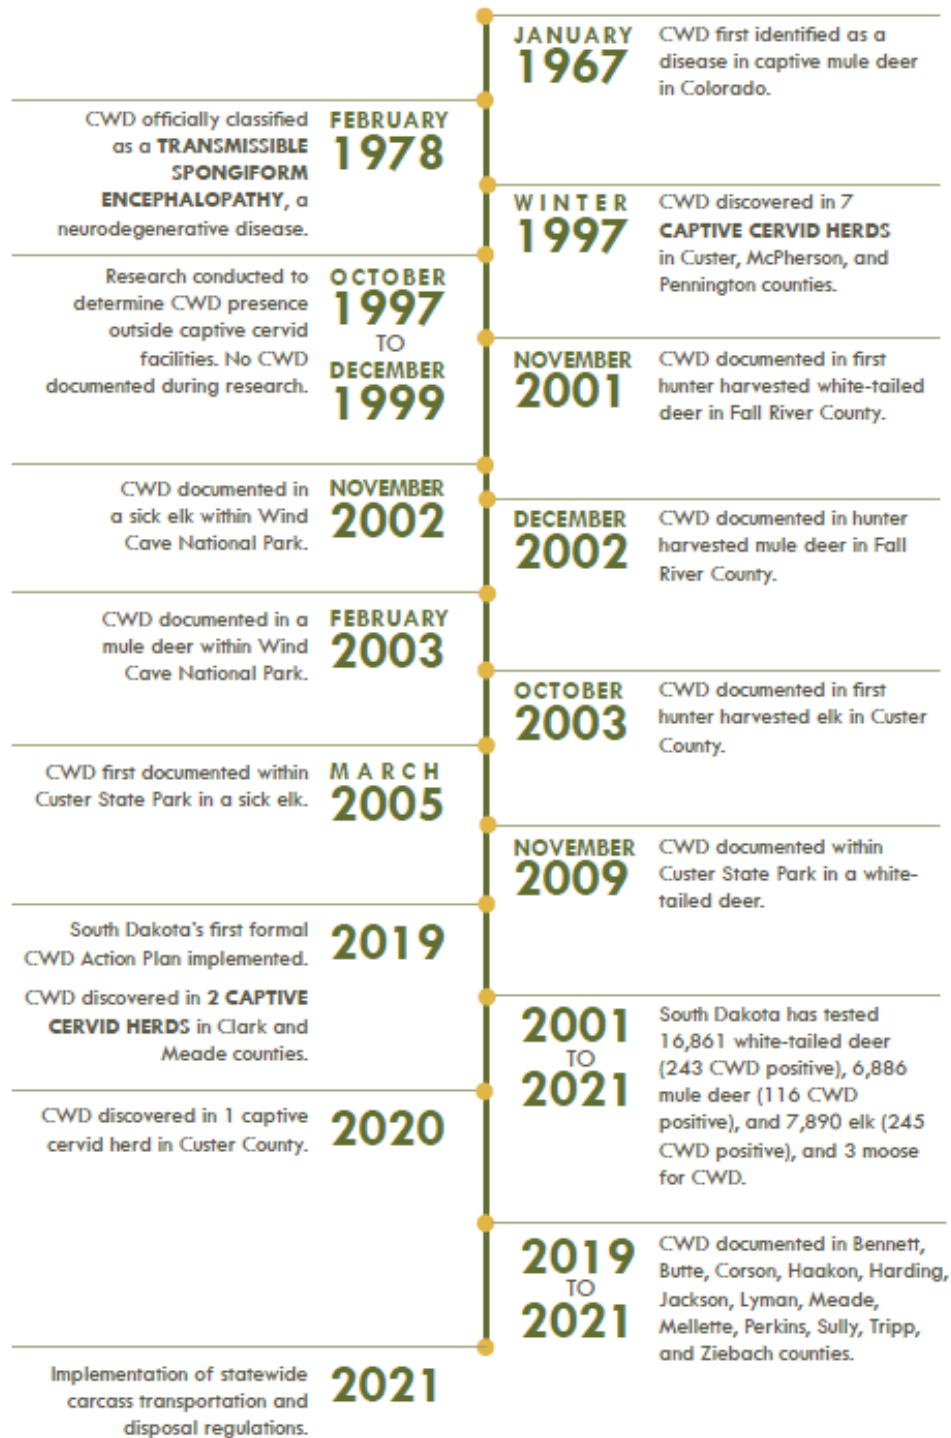 JANUARY
1967
CWD first identified as a
disease in captive mule deer
in Colorado.
CWD officially classified
as a TRANSMISSIBLE
SPONGIFORM
ENCEPHALOPATHY, a
neurodegenerative disease.
FEBRUARY
1978
WINTER
1997
CWD discovered in 7
CAPTIVE CERVID HERDS
in Custer, McPherson, and
Pennington counties.
Research conducted to
determine CWD presence
outside captive cervid
facilities. No CWD
documented during research.
OCTOBER
1997
TO
DECEMBER
1999
NOVEMBER
2001
CWD documented in first
hunter harvested white-tailed
deer in Fall River County.
CWD documented in
a sick elk within Wind
Cave National Park.
NOVEMBER
2002
DECEMBER
2002
CWD documented in hunter
harvested mule deer in Fall
River County.
CWD documented in a
mule deer within Wind
Cave National Park.
FEBRUARY
2003
OCTOBER
2003
CWD documented in first
hunter harvested elk in Custer
County.
CWD first documented within
Custer State Park in a sick elk.
MARCH
2005
NOVEMBER
2009
CWD documented within
Custer State Park in a white-
tailed deer.
South Dakota's first formal
CWD Action Plan implemented.
CWD discovered in 2 CAPTIVE
CERVID HERDS in Clark and
Meade counties.
2019
2001
TO
2021
South Dakota has tested
16,861 white-tailed deer
(243 CWD positive), 6,886
mule deer (116 CWD
positive), and 7,890 elk (245
CWD positive), and 3 moose
for CWD.
CWD discovered in 1 captive
cervid herd in Custer County.
2020
2019
TO
2021
CWD documented in Bennett,
Butte, Corson, Haakon, Harding,
Jackson, Lyman, Meade,
Mellette, Perkins, Sully, Tripp,
and Ziebach counties.
Implementation of statewide
carcass transportation and
disposal regulations.
2021